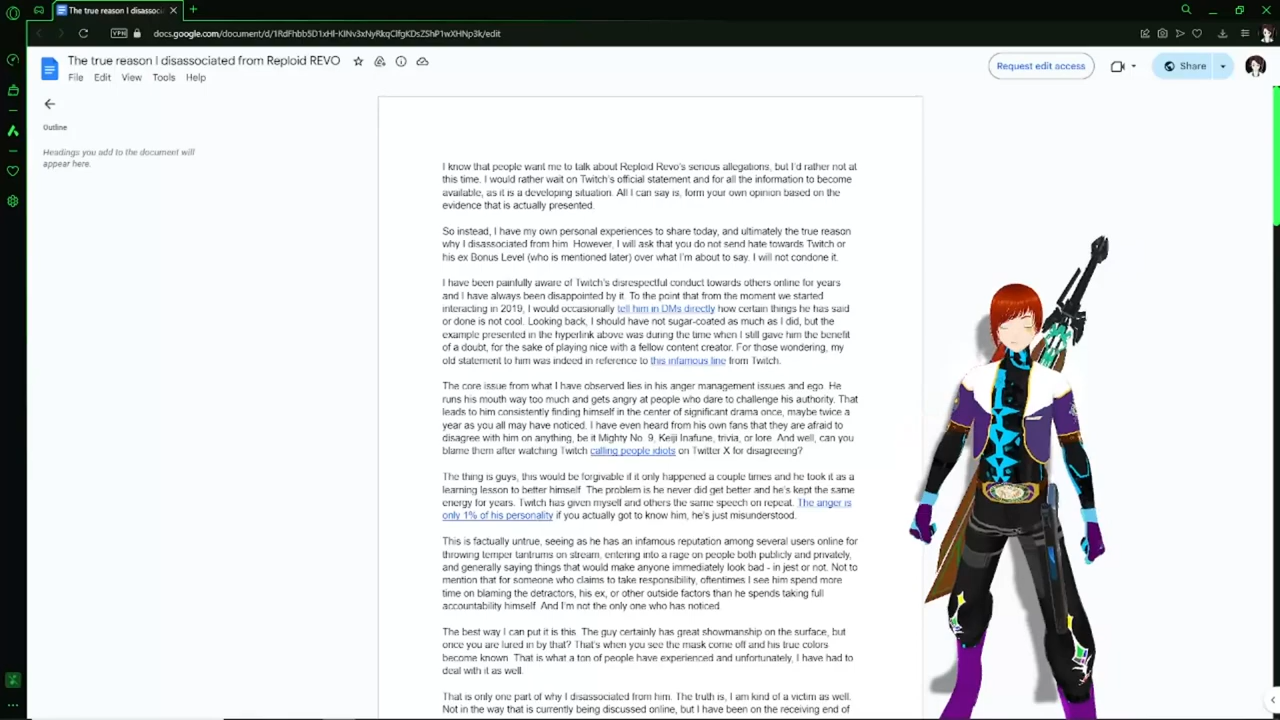 The true reason I disassoci
VPN
docs.google.com/document/d/1RdFhbb5D1xHI-KINv3xNyRkqClfgKDsZShP1wXHNp3k/edit
The true reason I disassociated from Reploid REVO
File Edit View Tools Help
Request edit access
Share
Outline
Headings you add to the document will
appear here.
I know that people want me to talk about Reploid Revo's serious allegations, but I'd rather not at
this time. I would rather wait on Twitch's official statement and for all the information to become
available, as it is a developing situation. All I can say is, form your own opinion based on the
evidence that is actually presented.
So instead, I have my own personal experiences to share today, and ultimately the true reason
why I disassociated from him. However, I will ask that you do not send hate towards Twitch or
his ex Bonus Level (who is mentioned later) over what I'm about to say. I will not condone it.
I have been painfully aware of Twitch's disrespectful conduct towards others online for years
and I have always been disappointed by it. To the point that from the moment we started
interacting in 2019, I would occasionally tell him in DMs directly how certain things he has said
or done is not cool. Looking back, I should have not sugar-coated as much as I did, but the
example presented in the hyperlink above was during the time when I still gave him the benefit
of a doubt, for the sake of playing nice with a fellow content creator. For those wondering, my
old statement to him was indeed in reference to this infamous line from Twitch.
The core issue from what I have observed lies in his anger management issues and ego. He
runs his mouth way too much and gets angry at people who dare to challenge his authority. That
leads to him consistently finding himself in the center of significant drama once, maybe twice a
year as you all may have noticed. I have even heard from his own fans that they are afraid to
disagree with him on anything, be it Mighty No. 9, Keiji Inafune, trivia, or lore. And well, can you
blame them after watching Twitch calling people idiots on Twitter X for disagreeing?
The thing is guys, this would be forgivable if it only happened a couple times and he took it as a
learning lesson to better himself. The problem is he never did get better and he's kept the same
energy for years. Twitch has given myself and others the same speech on repeat. The anger is
only 1% of his personality if you actually got to know him, he's just misunderstood.
This is factually untrue, seeing as he has an infamous reputation among several users online for
throwing temper tantrums on stream, entering into a rage on people both publicly and privately,
and generally saying things that would make anyone immediately look bad - in jest or not. Not to
mention that for someone who claims to take responsibility, oftentimes I see him spend more
time on blaming the detractors, his ex, or other outside factors than he spends taking full
accountability himself. And I'm not the only one who has noticed.
The best way I can put it is this. The guy certainly has great showmanship on the surface, but
once you are lured in by that? That's when you see the mask come off and his true colors
become known. That is what a ton of people have experienced and unfortunately, I have had to
deal with it as well.
That is only one part of why I disassociated from him. The truth is, I am kind of a victim as well.
Not in the way that is currently being discussed online, but I have been on the receiving end of